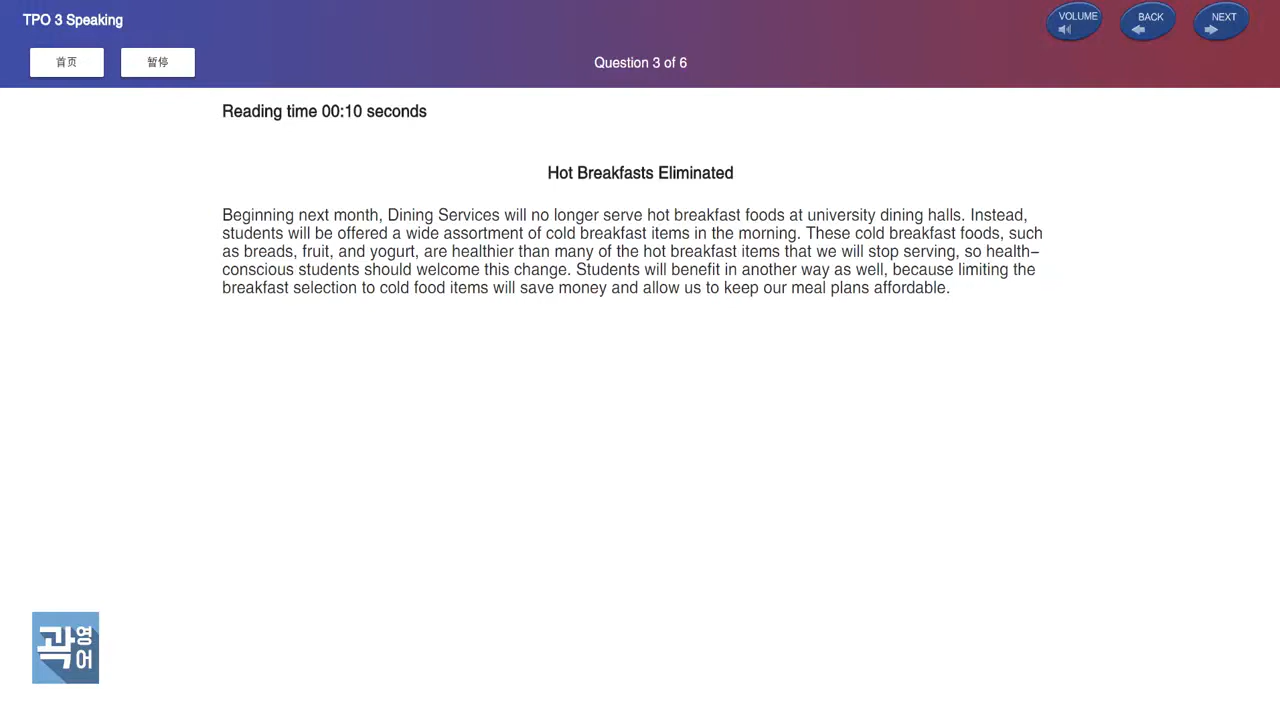 TPO 3 Speaking
VOLUME
BACK
NEXT
首页
暂停
Question 3 of 6
Reading time 00:10 seconds
Hot Breakfasts Eliminated
Beginning next month, Dining Services will no longer serve hot breakfast foods at university dining halls. Instead,
students will be offered a wide assortment of cold breakfast items in the morning. These cold breakfast foods, such
as breads, fruit, and yogurt, are healthier than many of the hot breakfast items that we will stop serving, so health–
conscious students should welcome this change. Students will benefit in another way as well, because limiting the
breakfast selection to cold food items will save money and allow us to keep our meal plans affordable.
곽영어